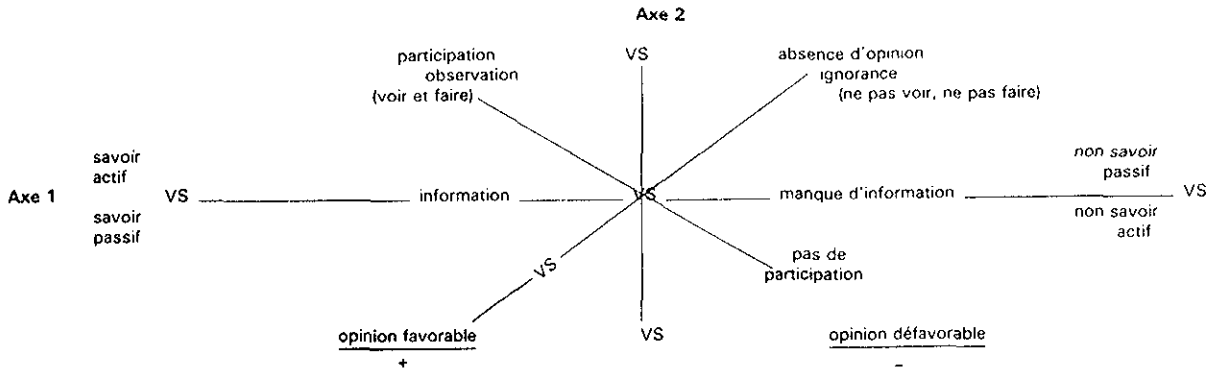 Axe 2
participation
observation
(voir et faire)
VS
absence d'opinion
ignorance
(ne pas voir, ne pas faire)
Axe 1
savoir
actif
VS
savoir
passif
information
VS
manque d'information
non savoir
passif
VS
non savoir
actif
VS
pas de
participation
opinion favorable
+
VS
opinion défavorable
-